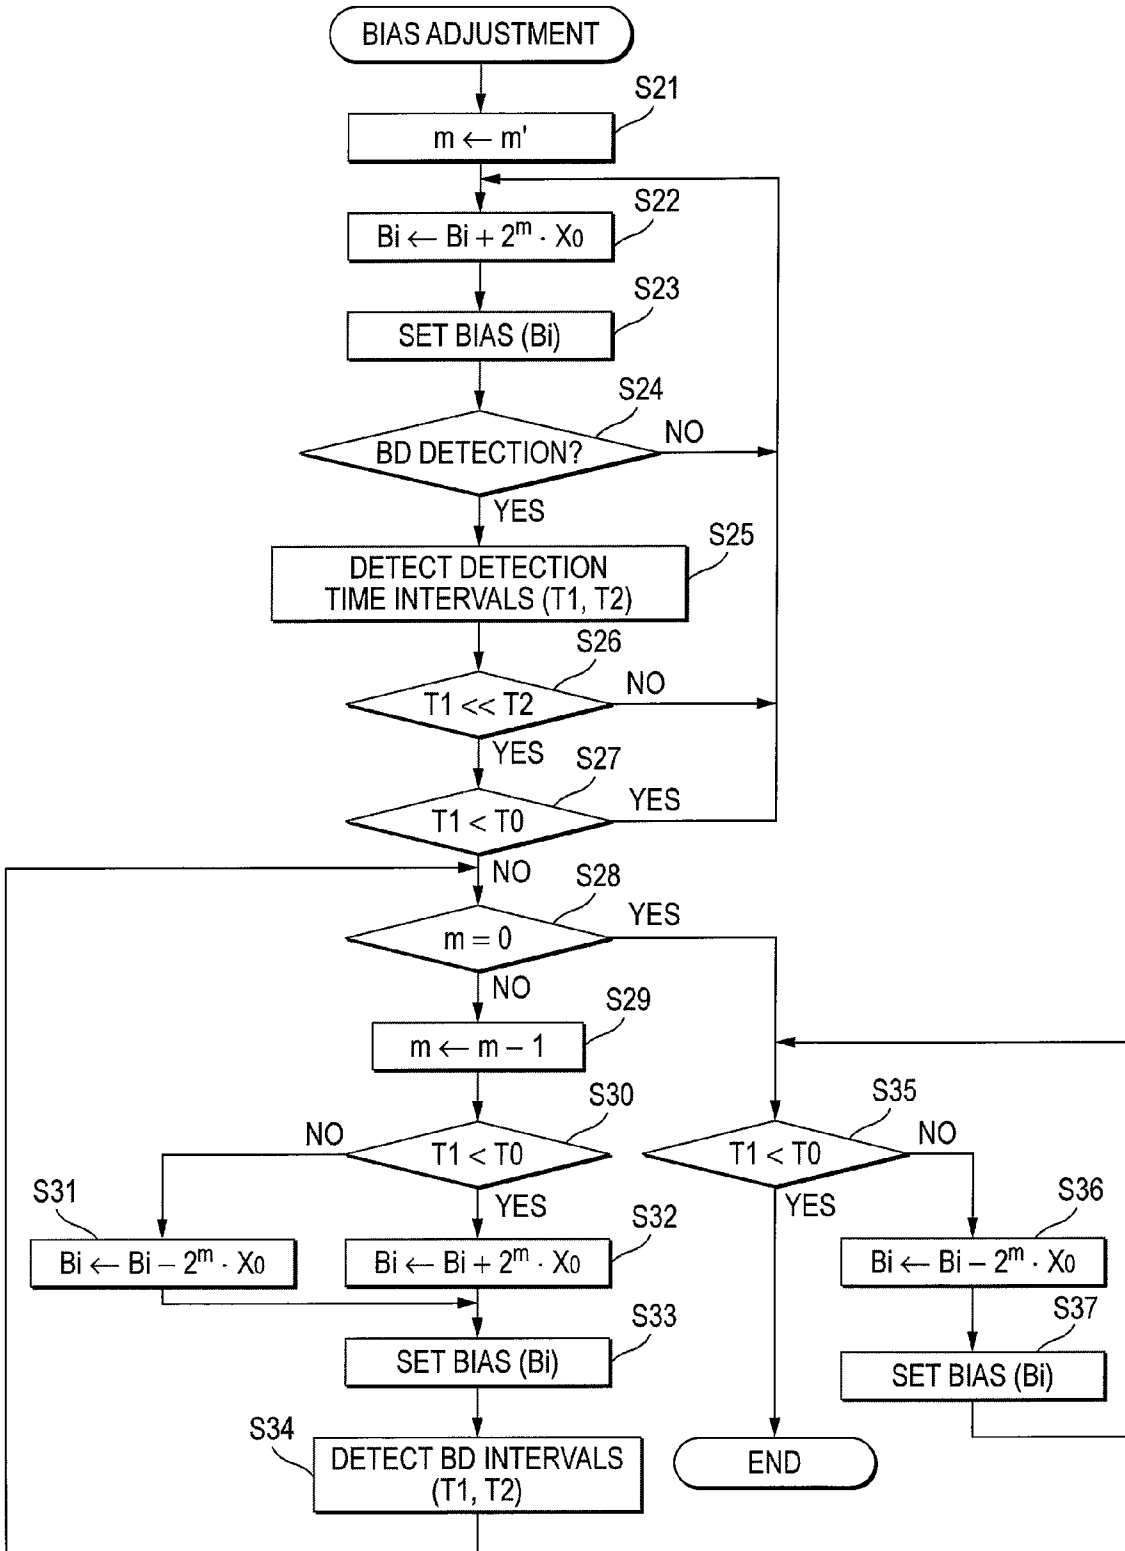 BIAS ADJUSTMENT
S21
m ← m'
S22
Bi ← Bi + 2^m · X0
S23
SET BIAS (Bi)
S24
BD DETECTION?
NO
YES
S25
DETECT DETECTION
TIME INTERVALS (T1, T2)
S26
T1 << T2
NO
YES
S27
T1 < T0
YES
NO
S28
m = 0
YES
NO
S29
m ← m − 1
S30
T1 < T0
NO
YES
S31
Bi ← Bi − 2^m · X0
S32
Bi ← Bi + 2^m · X0
S33
SET BIAS (Bi)
S34
DETECT BD INTERVALS
(T1, T2)
S35
T1 < T0
NO
YES
S36
Bi ← Bi − 2^m · X0
S37
SET BIAS (Bi)
END